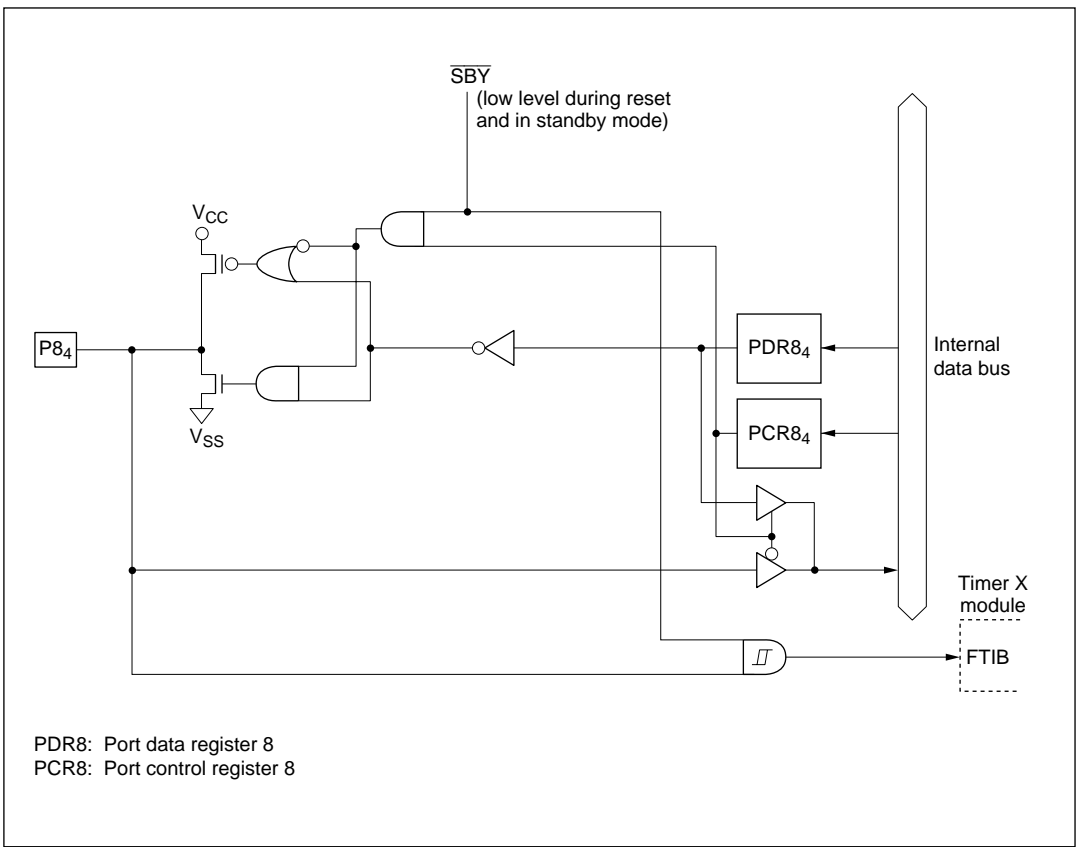 S̅B̅Y̅
(low level during reset
and in standby mode)
VCC
P84
VSS
PDR84
PCR84
Internal
data bus
Timer X
module
FTIB
PDR8: Port data register 8
PCR8: Port control register 8